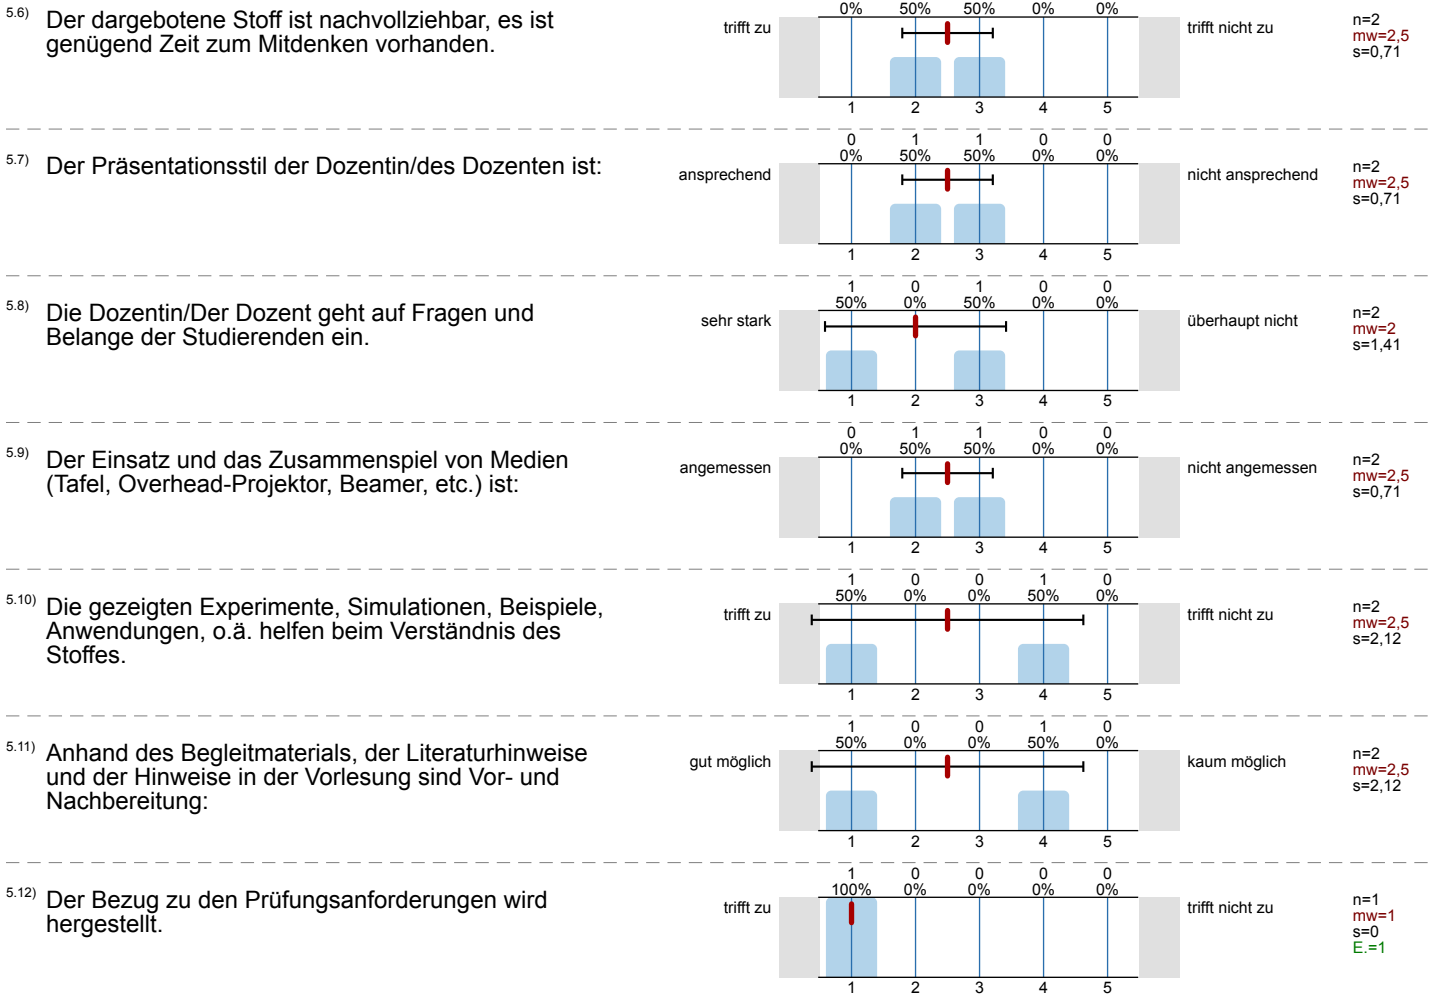 5.6) Der dargebotene Stoff ist nachvollziehbar, es ist
genügend Zeit zum Mitdenken vorhanden.
0% 50% 50% 0% 0%
trifft zu
trifft nicht zu
n=2
mw=2,5
s=0,71
1 2 3 4 5
5.7) Der Präsentationsstil der Dozentin/des Dozenten ist:
0 1 1 0 0
0% 50% 50% 0% 0%
ansprechend
nicht ansprechend
n=2
mw=2,5
s=0,71
1 2 3 4 5
5.8) Die Dozentin/Der Dozent geht auf Fragen und
Belange der Studierenden ein.
1 0 1 0 0
50% 0% 50% 0% 0%
sehr stark
überhaupt nicht
n=2
mw=2
s=1,41
1 2 3 4 5
5.9) Der Einsatz und das Zusammenspiel von Medien
(Tafel, Overhead-Projektor, Beamer, etc.) ist:
0 1 1 0 0
0% 50% 50% 0% 0%
angemessen
nicht angemessen
n=2
mw=2,5
s=0,71
1 2 3 4 5
5.10) Die gezeigten Experimente, Simulationen, Beispiele,
Anwendungen, o.ä. helfen beim Verständnis des
Stoffes.
1 0 0 1 0
50% 0% 0% 50% 0%
trifft zu
trifft nicht zu
n=2
mw=2,5
s=2,12
1 2 3 4 5
5.11) Anhand des Begleitmaterials, der Literaturhinweise
und der Hinweise in der Vorlesung sind Vor- und
Nachbereitung:
1 0 0 1 0
50% 0% 0% 50% 0%
gut möglich
kaum möglich
n=2
mw=2,5
s=2,12
1 2 3 4 5
5.12) Der Bezug zu den Prüfungsanforderungen wird
hergestellt.
1 0 0 0 0
100% 0% 0% 0% 0%
trifft zu
trifft nicht zu
n=1
mw=1
s=0
E.=1
1 2 3 4 5